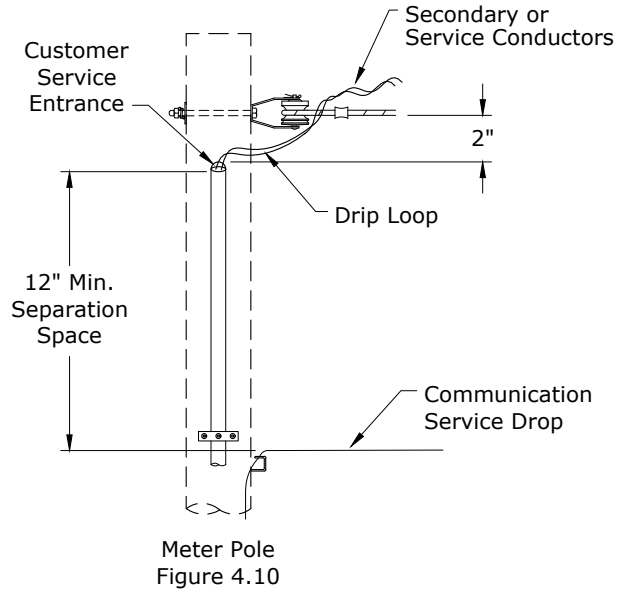 Secondary or
Service Conductors
Customer
Service
Entrance
2"
Drip Loop
12" Min.
Separation
Space
Communication
Service Drop
Meter Pole
Figure 4.10